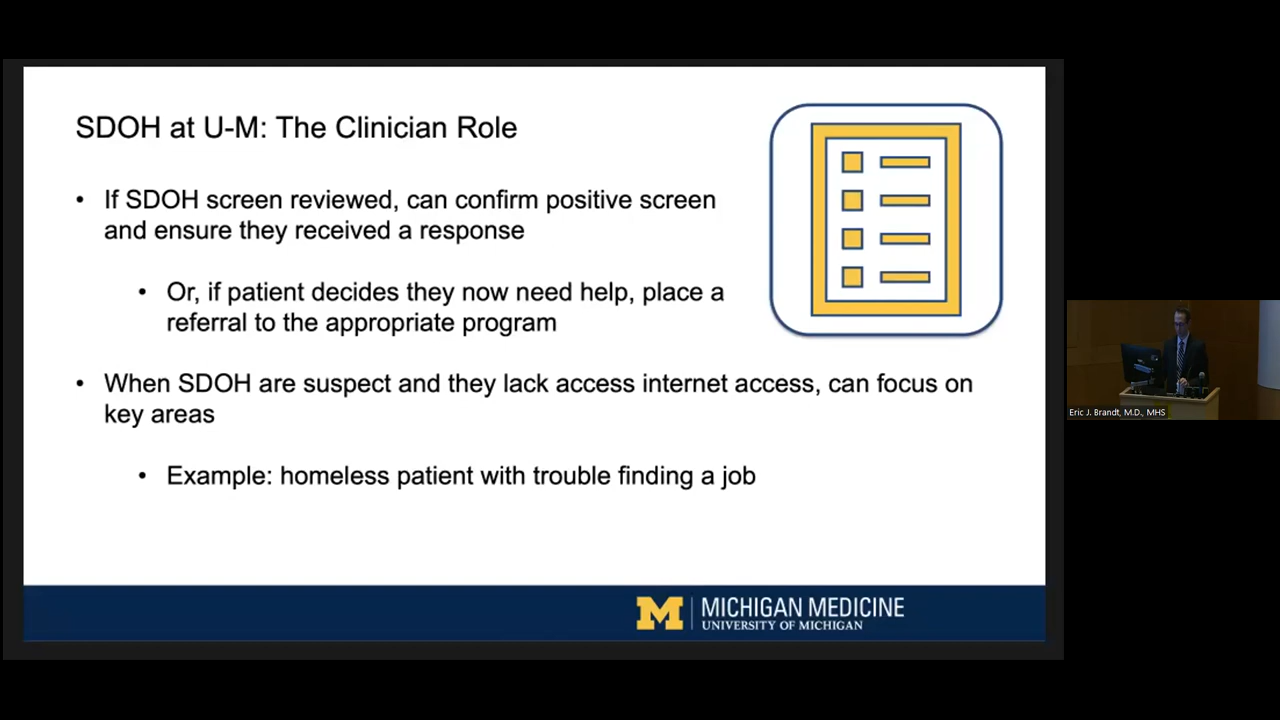 SDOH at U-M: The Clinician Role
• If SDOH screen reviewed, can confirm positive screen
and ensure they received a response
• Or, if patient decides they now need help, place a
referral to the appropriate program
• When SDOH are suspect and they lack access internet access, can focus on
key areas
• Example: homeless patient with trouble finding a job
M | MICHIGAN MEDICINE
UNIVERSITY OF MICHIGAN
Eric J. Brandt, M.D., MHS